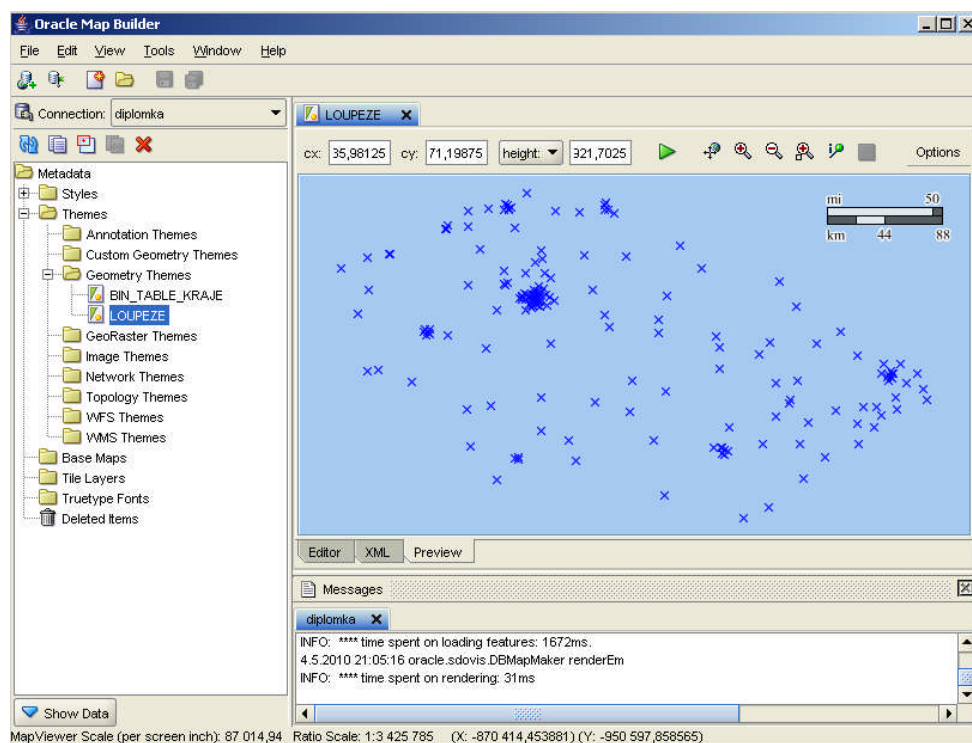 Oracle Map Builder
File Edit View Tools Window Help
Connection: diplomka
LOUPEZE
cx: 35,98125 cy: 71,19875 height: 321,7025 Options
Metadata
Styles
Themes
Annotation Themes
Custom Geometry Themes
Geometry Themes
BIN_TABLE_KRAJE
LOUPEZE
GeoRaster Themes
Image Themes
Network Themes
Topology Themes
WFS Themes
WMS Themes
Base Maps
Tile Layers
Truetype Fonts
Deleted Items
mi 50
km 44 88
Editor XML Preview
Messages
diplomka
INFO: **** time spent on loading features: 1672ms.
4.5.2010 21:05:16 oracle.sdovis.DBMapMaker renderEm
INFO: **** time spent on rendering: 31ms
Show Data
MapViewer Scale (per screen inch): 87 014,94 Ratio Scale: 1:3 425 785 (X: -870 414,453881) (Y: -950 597,858565)